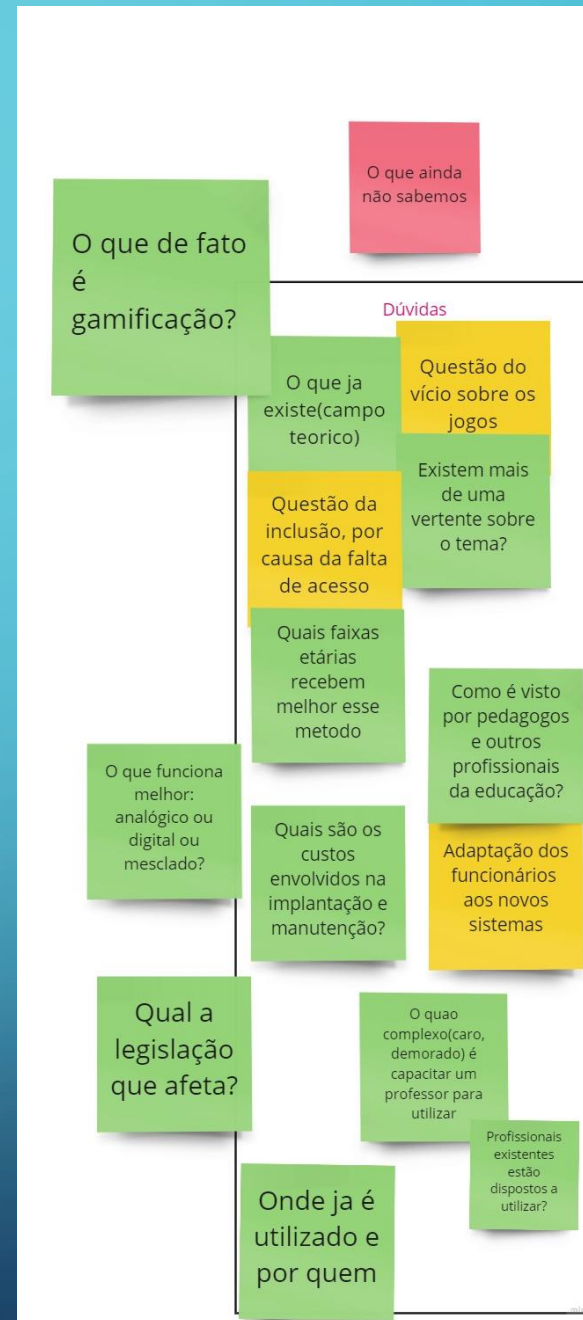 O que ainda
não sabemos
O que de fato
é
gamificação?
Dúvidas
O que ja
existe(campo
teorico)
Questão do
vício sobre os
jogos
Existem mais
de uma
vertente sobre
o tema?
Questão da
inclusão, por
causa da falta
de acesso
Quais faixas
etárias
recebem
melhor esse
metodo
Como é visto
por pedagogos
e outros
profissionais
da educação?
O que funciona
melhor:
analógico ou
digital ou
mesclado?
Quais são os
custos
envolvidos na
implantação e
manutenção?
Adaptação dos
funcionários
aos novos
sistemas
Qual a
legislação
que afeta?
O quao
complexo(caro,
demorado) é
capacitar um
professor para
utilizar
Profissionais
existentes
estão
dispostos a
utilizar?
Onde ja é
utilizado e
por quem